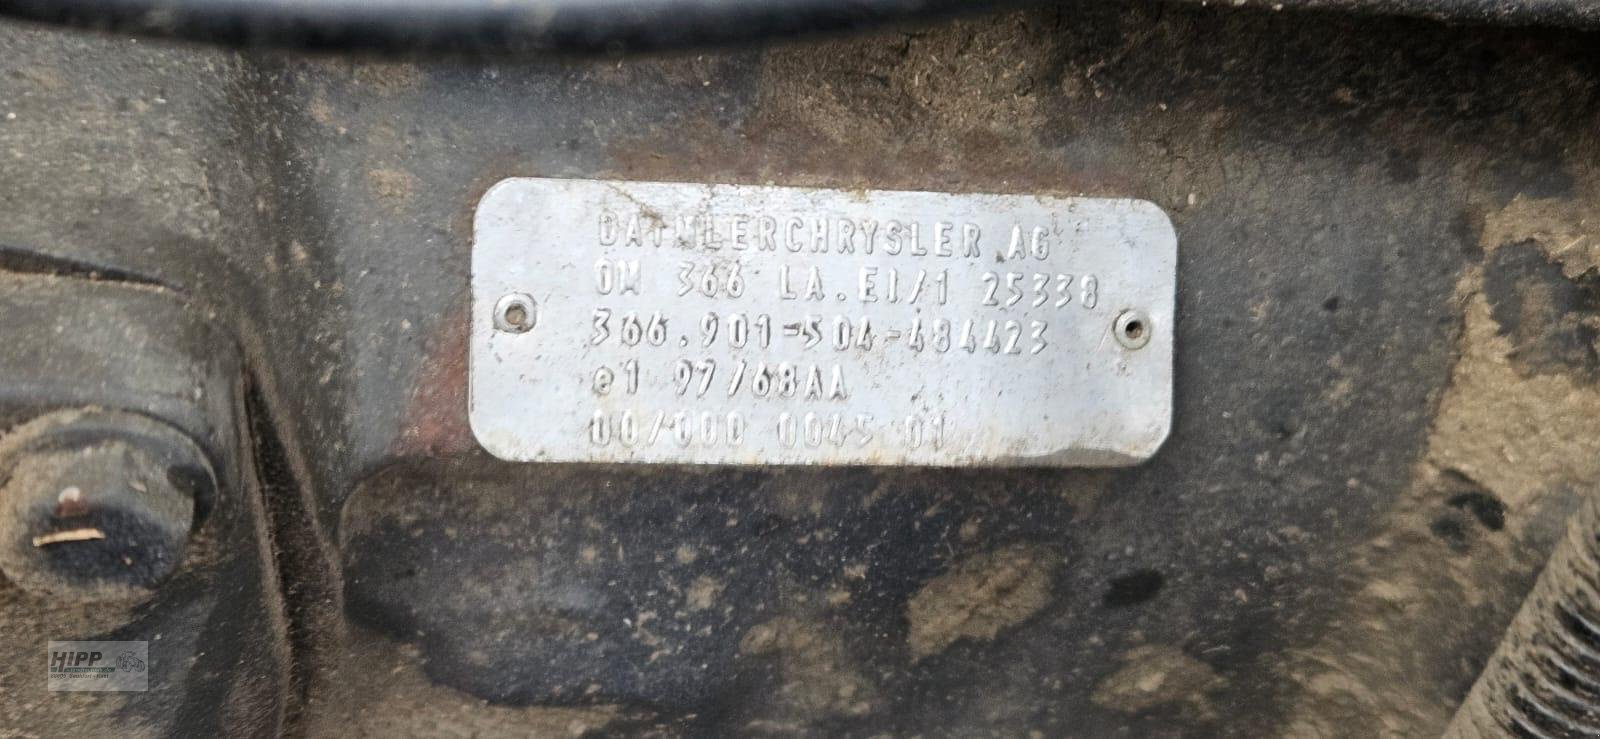 DAIMLERCHRYSLER AG
OM 366 LA.EI/1 25338
366.901-504-484423
e1 97/68AA
00/000 0045 01
HIPP